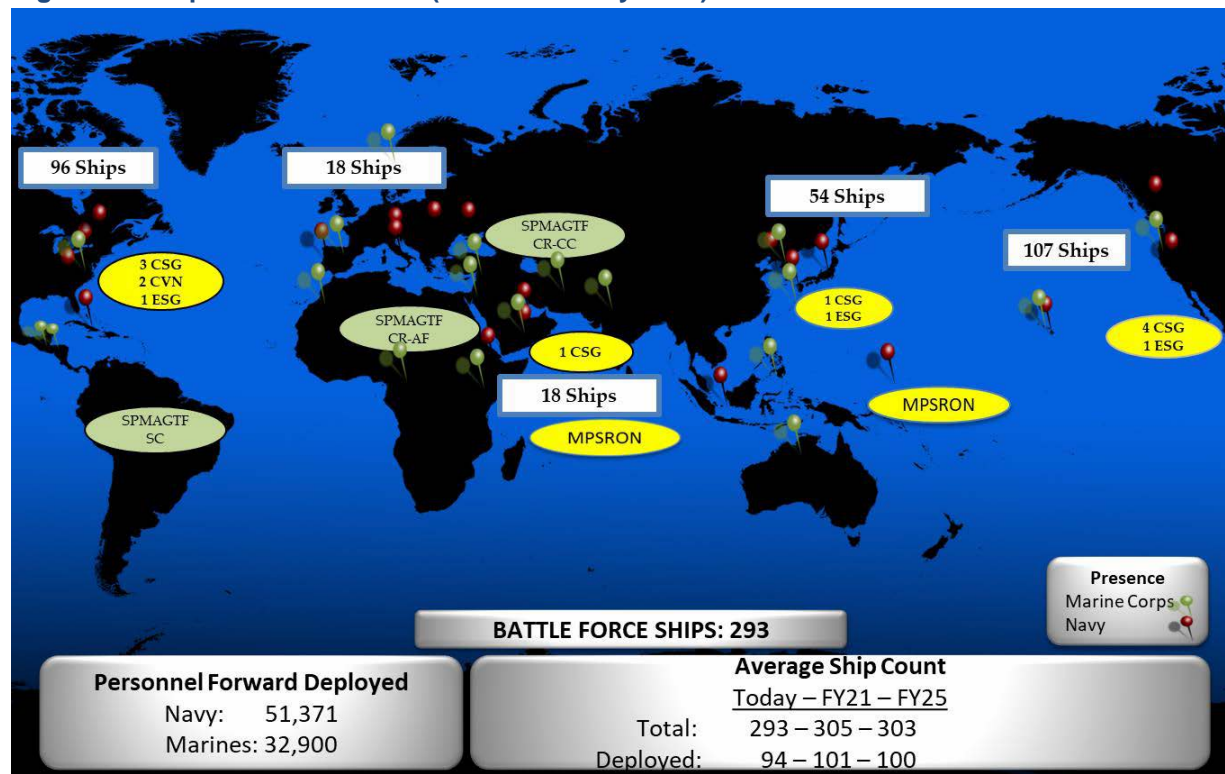 96 Ships
18 Ships
54 Ships
107 Ships
SPMAGTF
CR-CC
3 CSG
2 CVN
1 ESG
SPMAGTF
CR-AF
1 CSG
1 CSG
1 ESG
4 CSG
1 ESG
18 Ships
MPSRON
MPSRON
SPMAGTF
SC
Presence
Marine Corps
Navy
BATTLE FORCE SHIPS: 293
Personnel Forward Deployed
Navy: 51,371
Marines: 32,900
Average Ship Count
Today – FY21 – FY25
Total: 293 – 305 – 303
Deployed: 94 – 101 – 100